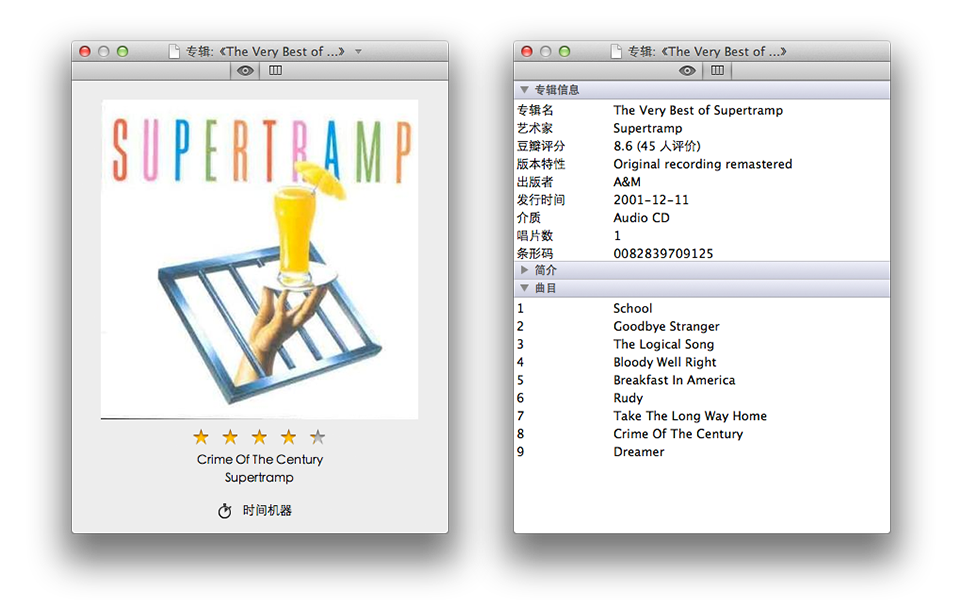 专辑:《The Very Best of ...》
SUPERTRAMP
Crime Of The Century
Supertramp
时间机器
专辑:《The Very Best of ...》
专辑信息
专辑名 The Very Best of Supertramp
艺术家 Supertramp
豆瓣评分 8.6 (45 人评价)
版本特性 Original recording remastered
出版者 A&M
发行时间 2001-12-11
介质 Audio CD
唱片数 1
条形码 0082839709125
简介
曲目
1 School
2 Goodbye Stranger
3 The Logical Song
4 Bloody Well Right
5 Breakfast In America
6 Rudy
7 Take The Long Way Home
8 Crime Of The Century
9 Dreamer